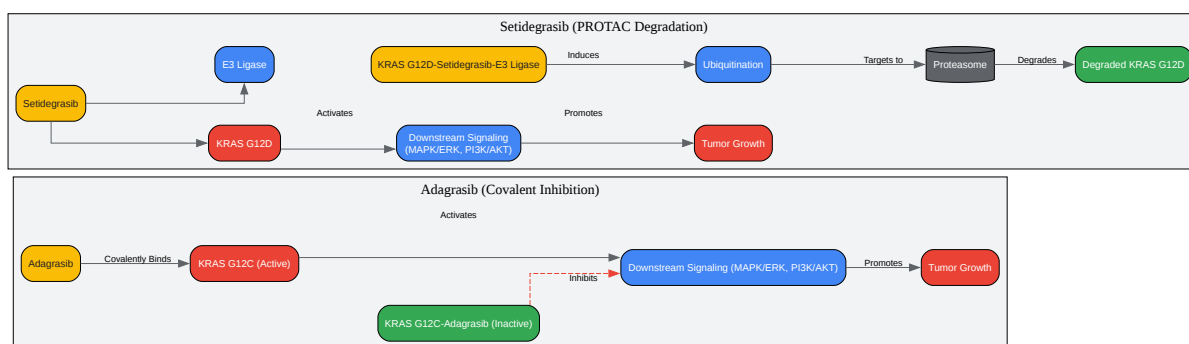 Setidegrasib (PROTAC Degradation)
E3 Ligase
KRAS G12D-Setidegrasib-E3 Ligase
Induces
Ubiquitination
Targets to
Proteasome
Degrades
Degraded KRAS G12D
Setidegrasib
KRAS G12D
Activates
Downstream Signaling
(MAPK/ERK, PI3K/AKT)
Promotes
Tumor Growth
Adagrasib (Covalent Inhibition)
Activates
Adagrasib
Covalently Binds
KRAS G12C (Active)
Inhibits
Downstream Signaling (MAPK/ERK, PI3K/AKT)
Promotes
Tumor Growth
KRAS G12C-Adagrasib (Inactive)